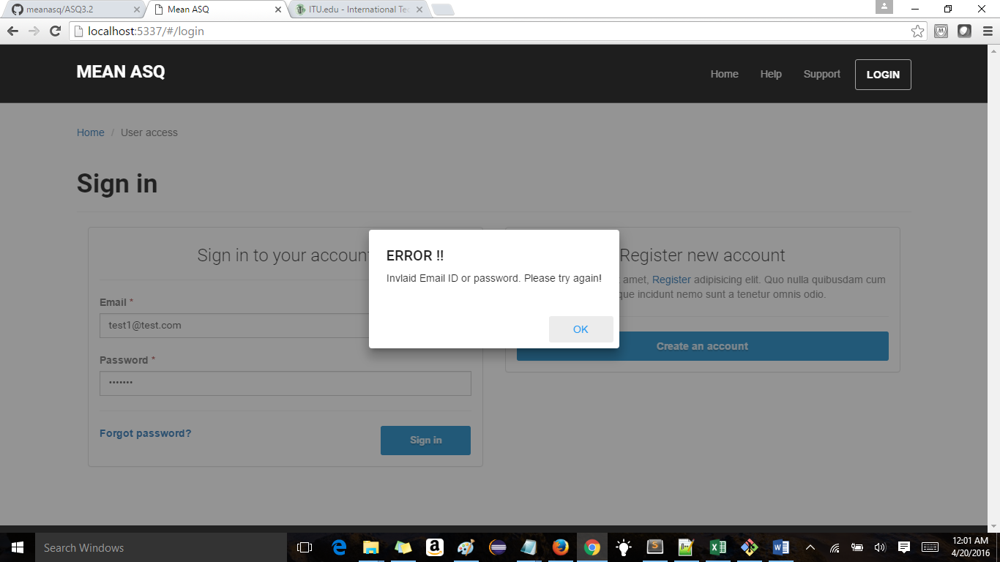 meanasq/ASQ3.2
Mean ASQ
ITU.edu - International Tec
localhost:5337/#/login
MEAN ASQ
Home
Help
Support
LOGIN
Home / User access
Sign in
Sign in to your accoun
Email *
test1@test.com
Password *
•••••••
Forgot password?
Sign in
ERROR !!
Invlaid Email ID or password. Please try again!
OK
Register new account
amet, Register adipisicing elit. Quo nulla quibusdam cum
que incidunt nemo sunt a tenetur omnis odio.
Create an account
Search Windows
12:01 AM
4/20/2016